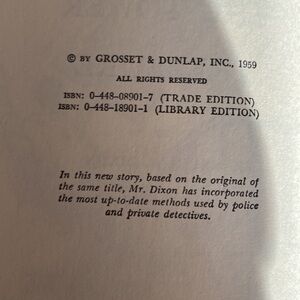 © BY GROSSET & DUNLAP, INC., 1959
ALL RIGHTS RESERVED
ISBN: 0-448-08901-7 (TRADE EDITION)
ISBN: 0-448-18901-1 (LIBRARY EDITION)
In this new story, based on the original of
the same title, Mr. Dixon has incorporated
the most up-to-date methods used by police
and private detectives.